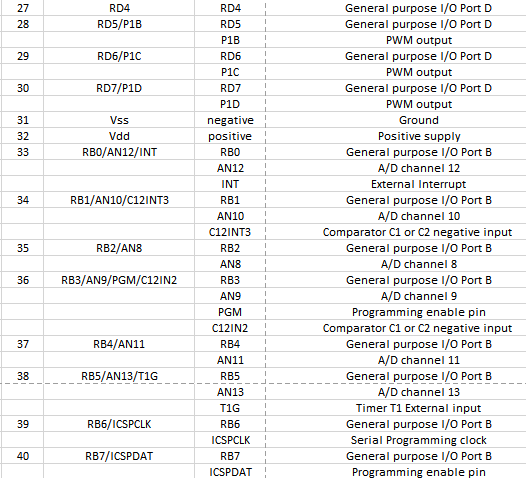 27 RD4 RD4 General purpose I/O Port D
28 RD5/P1B RD5 General purpose I/O Port D
P1B PWM output
29 RD6/P1C RD6 General purpose I/O Port D
P1C PWM output
30 RD7/P1D RD7 General purpose I/O Port D
P1D PWM output
31 Vss negative Ground
32 Vdd positive Positive supply
33 RB0/AN12/INT RB0 General purpose I/O Port B
AN12 A/D channel 12
INT External Interrupt
34 RB1/AN10/C12INT3 RB1 General purpose I/O Port B
AN10 A/D channel 10
C12INT3 Comparator C1 or C2 negative input
35 RB2/AN8 RB2 General purpose I/O Port B
AN8 A/D channel 8
36 RB3/AN9/PGM/C12IN2 RB3 General purpose I/O Port B
AN9 A/D channel 9
PGM Programming enable pin
C12IN2 Comparator C1 or C2 negative input
37 RB4/AN11 RB4 General purpose I/O Port B
AN11 A/D channel 11
38 RB5/AN13/T1G RB5 General purpose I/O Port B
AN13 A/D channel 13
T1G Timer T1 External input
39 RB6/ICSPCLK RB6 General purpose I/O Port B
ICSPCLK Serial Programming clock
40 RB7/ICSPDAT RB7 General purpose I/O Port B
ICSPDAT Programming enable pin